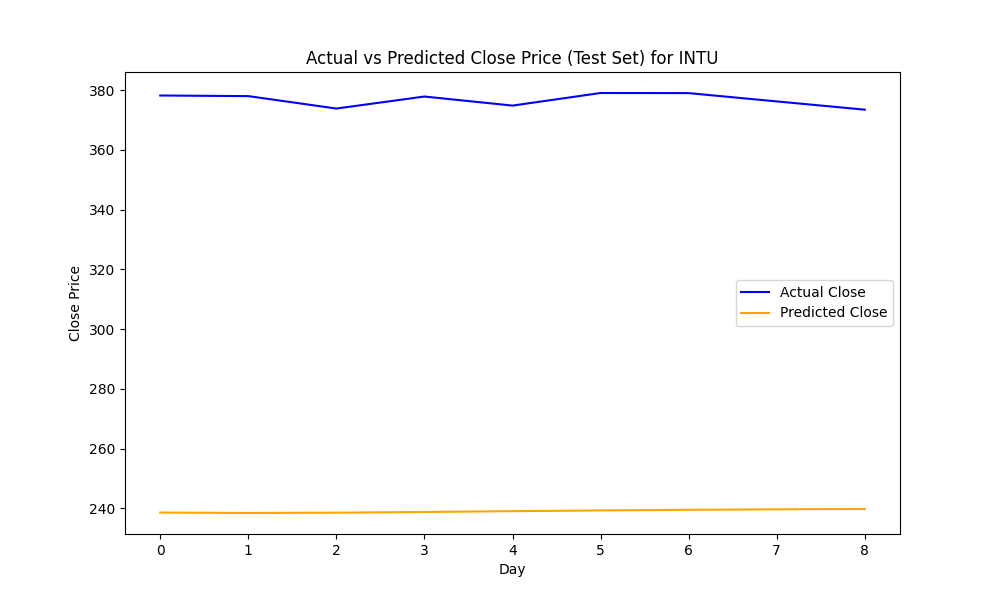 Actual vs Predicted Close Price (Test Set) for INTU
380
360
340
320
300
280
260
240
Close Price
Actual Close
Predicted Close
0 1 2 3 4 5 6 7 8
Day